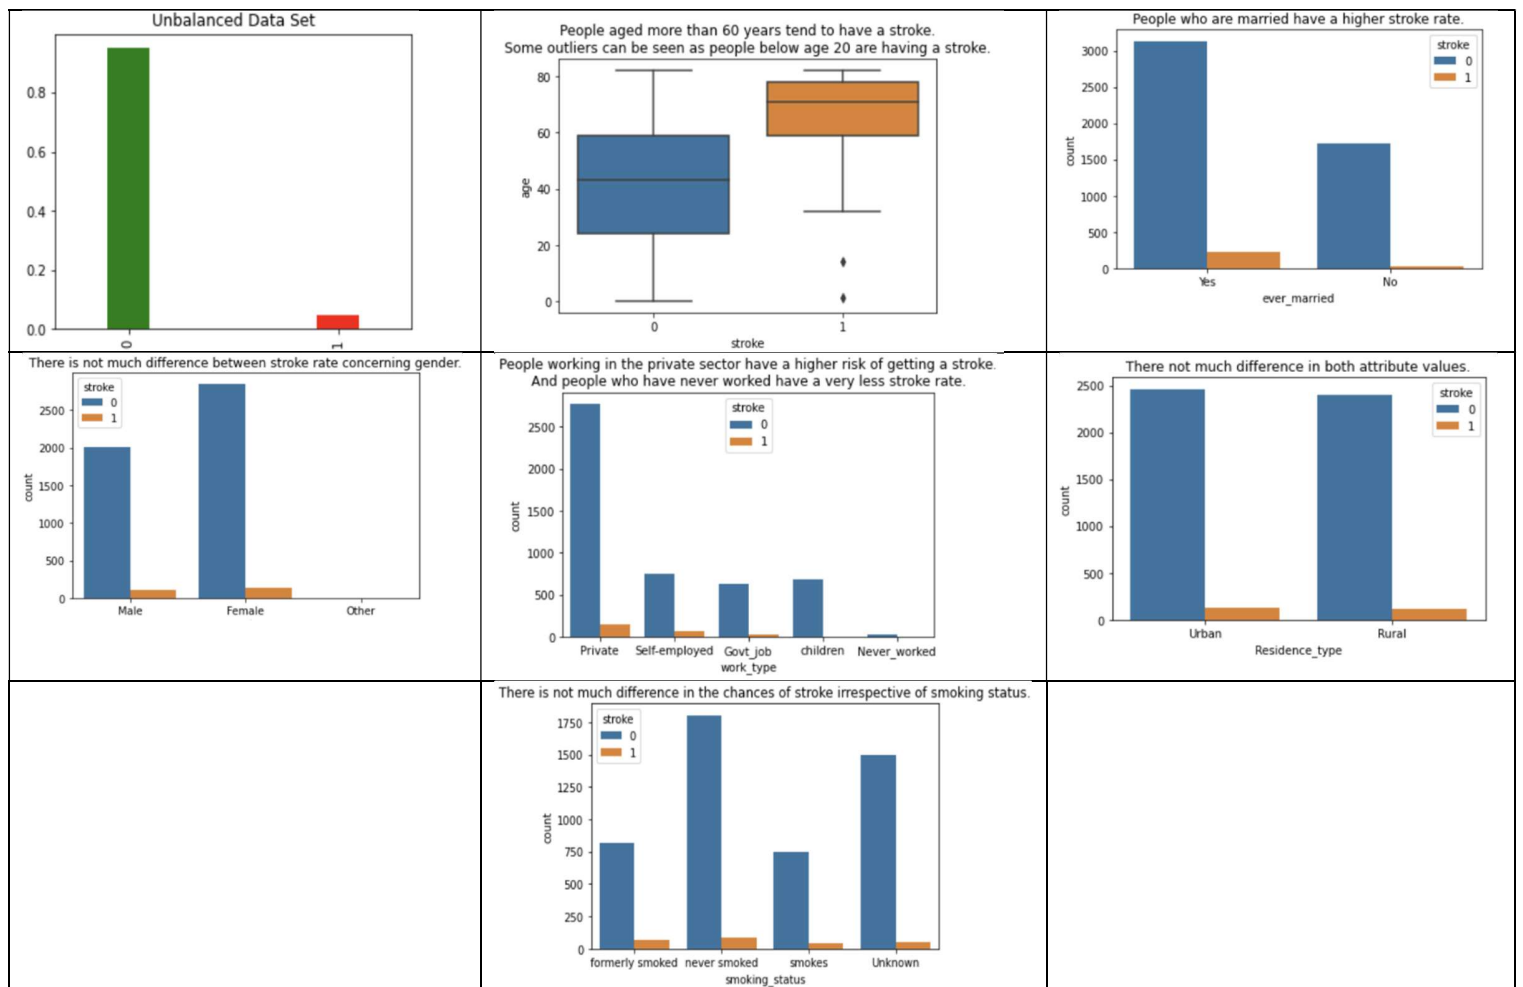 Unbalanced Data Set
0.8
0.6
0.4
0.2
0.0
0
1
People aged more than 60 years tend to have a stroke.
Some outliers can be seen as people below age 20 are having a stroke.
80
60
40
20
0
age
0
1
stroke
People who are married have a higher stroke rate.
3000
2500
2000
1500
1000
500
0
count
stroke
0
1
Yes
No
ever_married
There is not much difference between stroke rate concerning gender.
2500
2000
1500
1000
500
0
count
stroke
0
1
Male
Female
Other
People working in the private sector have a higher risk of getting a stroke.
And people who have never worked have a very less stroke rate.
2500
2000
1500
1000
500
0
count
stroke
0
1
Private
Self-employed
Govt_job
children
Never_worked
work_type
There not much difference in both attribute values.
2500
2000
1500
1000
500
0
count
stroke
0
1
Urban
Rural
Residence_type
There is not much difference in the chances of stroke irrespective of smoking status.
1750
1500
1250
1000
750
500
250
0
count
stroke
0
1
formerly smoked
never smoked
smokes
Unknown
smoking_status